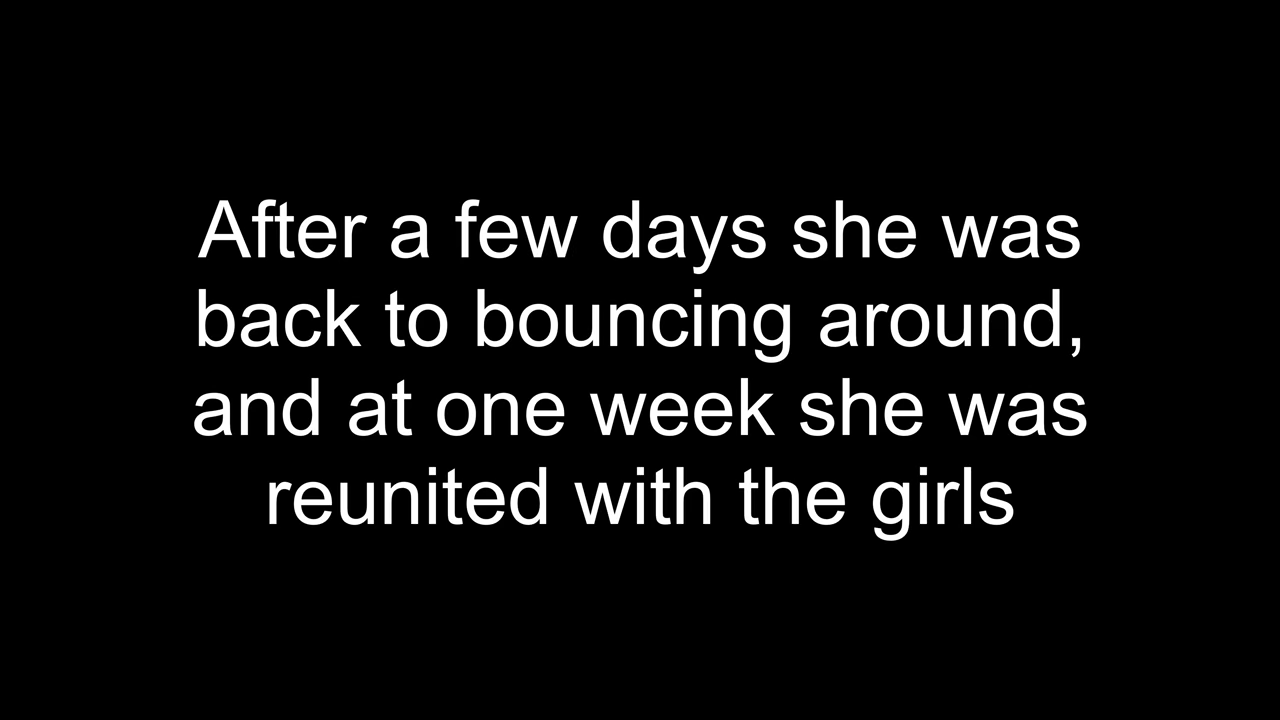 After a few days she was
back to bouncing around,
and at one week she was
reunited with the girls